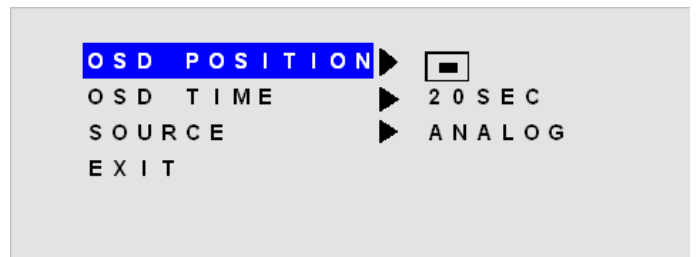 OSD POSITION
OSD TIME 20SEC
SOURCE ANALOG
EXIT